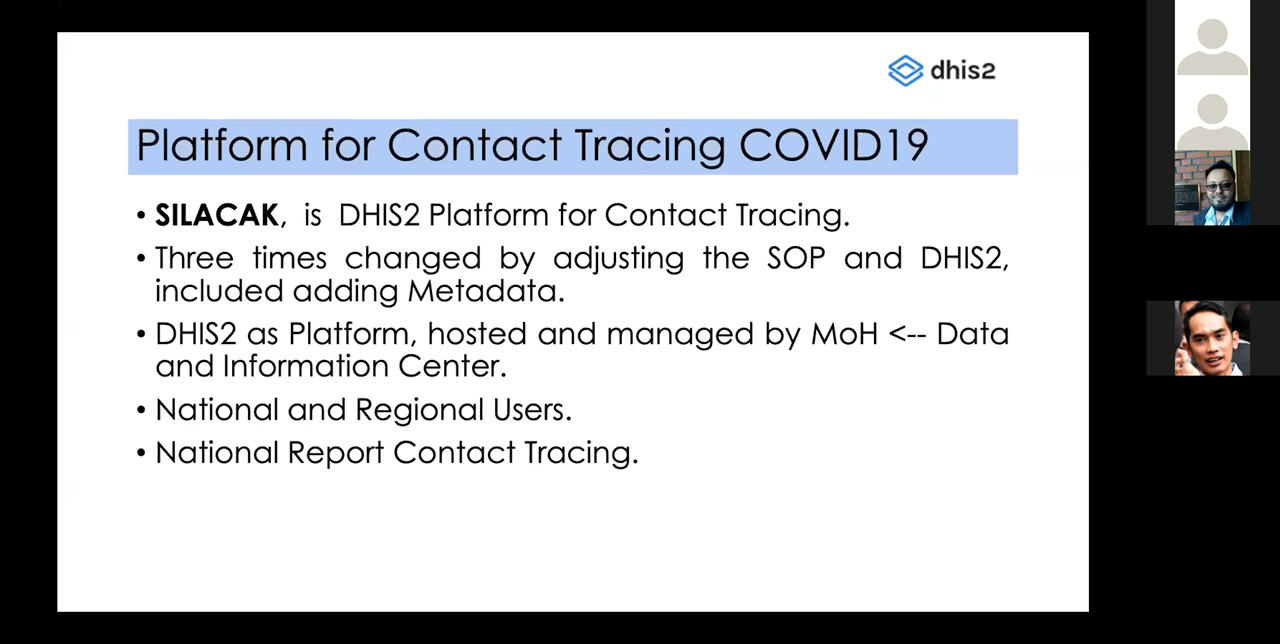 dhis2
Platform for Contact Tracing COVID19
• SILACAK, is DHIS2 Platform for Contact Tracing.
• Three times changed by adjusting the SOP and DHIS2,
included adding Metadata.
• DHIS2 as Platform, hosted and managed by MoH <-- Data
and Information Center.
• National and Regional Users.
• National Report Contact Tracing.